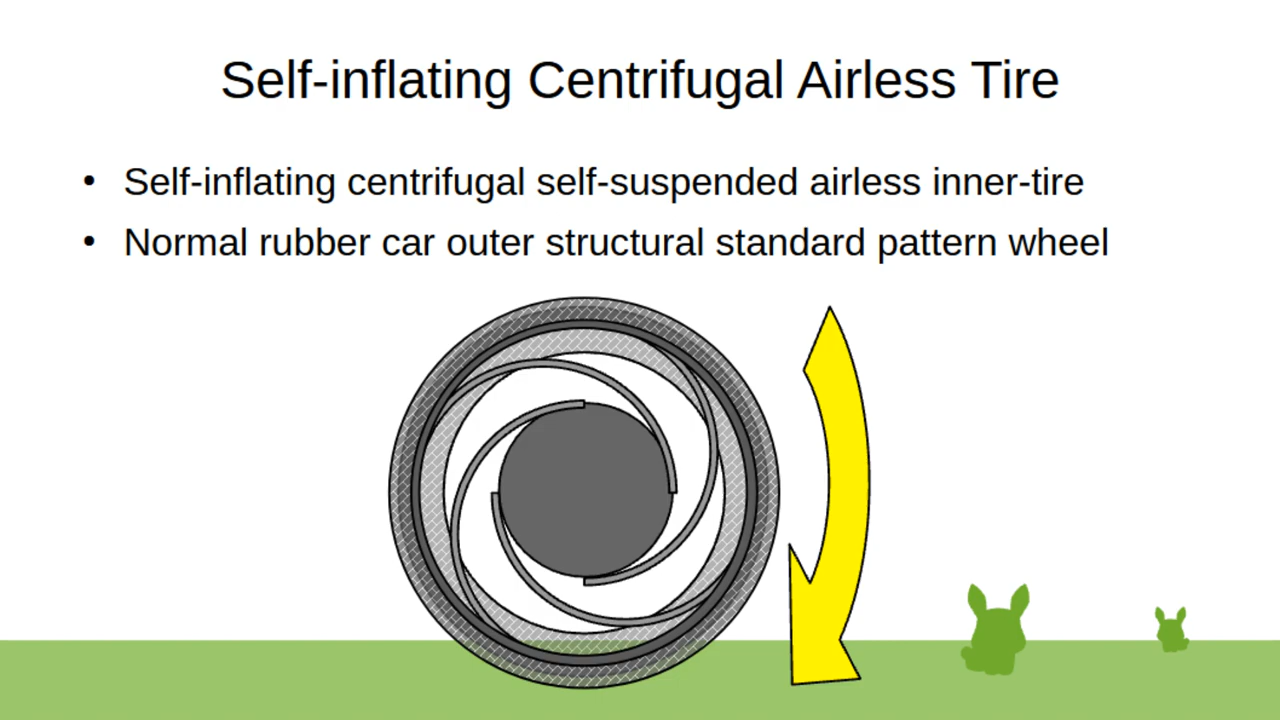 Self-inflating Centrifugal Airless Tire
• Self-inflating centrifugal self-suspended airless inner-tire
• Normal rubber car outer structural standard pattern wheel